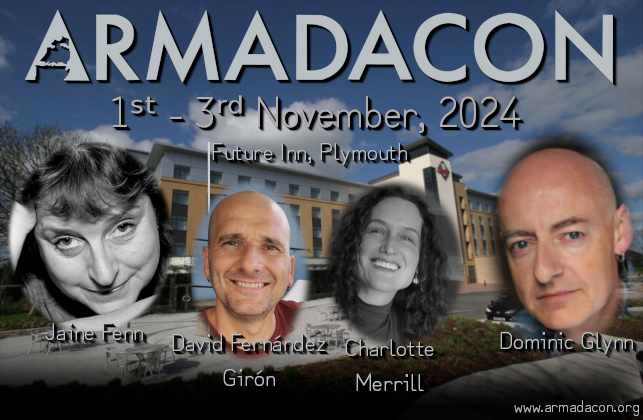 ARMADACON
1st - 3rd November, 2024
Future Inn, Plymouth
Jaine Fenn
David Fernández
Girón
Charlotte
Merrill
Dominic Glynn
www.armadacon.org